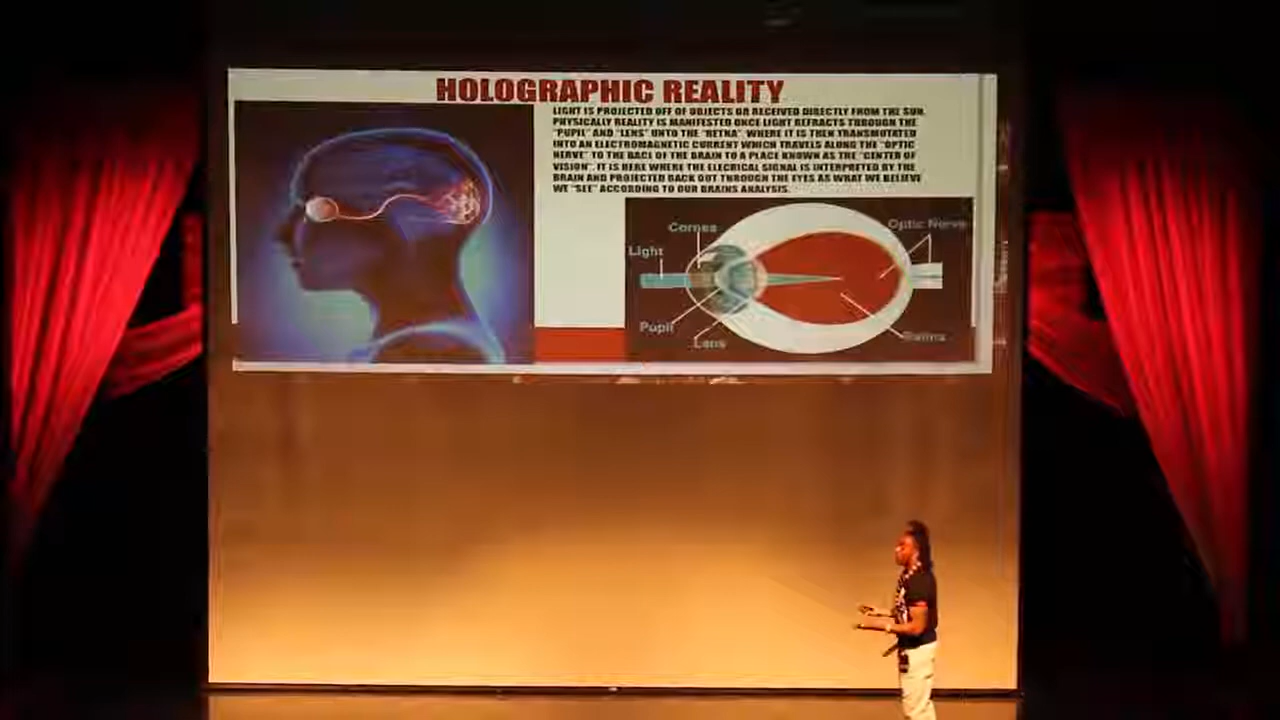 HOLOGRAPHIC REALITY
LIGHT IS PROJECTED OFF OF OBJECTS OR RECEIVED DIRECTLY FROM THE SUN.
PHYSICALLY REALITY IS MANIFESTED ONCE LIGHT REFRACTS THROUGH THE
"PUPIL" AND "LENS" ONTO THE "RETNA". WHERE IT IS THEN TRANSMUTATED
INTO AN ELECTROMAGNETIC CURRENT WHICH TRAVELS ALONG THE "OPTIC
NERVE" TO THE BACL OF THE BRAIN TO A PLACE KNOWN AS THE "CENTER OF
VISION". IT IS HERE WHERE THE ELECRICAL SIGNAL IS INTERPRETED BY THE
BRAIN AND PROJECTED BACK OUT THROUGH THE EYES AS WHAT WE BELIEVE
WE "SEE" ACCORDING TO OUR BRAINS ANALYSIS.
Cornea
Optic Nerve
Light
Pupil
Lens
Retina